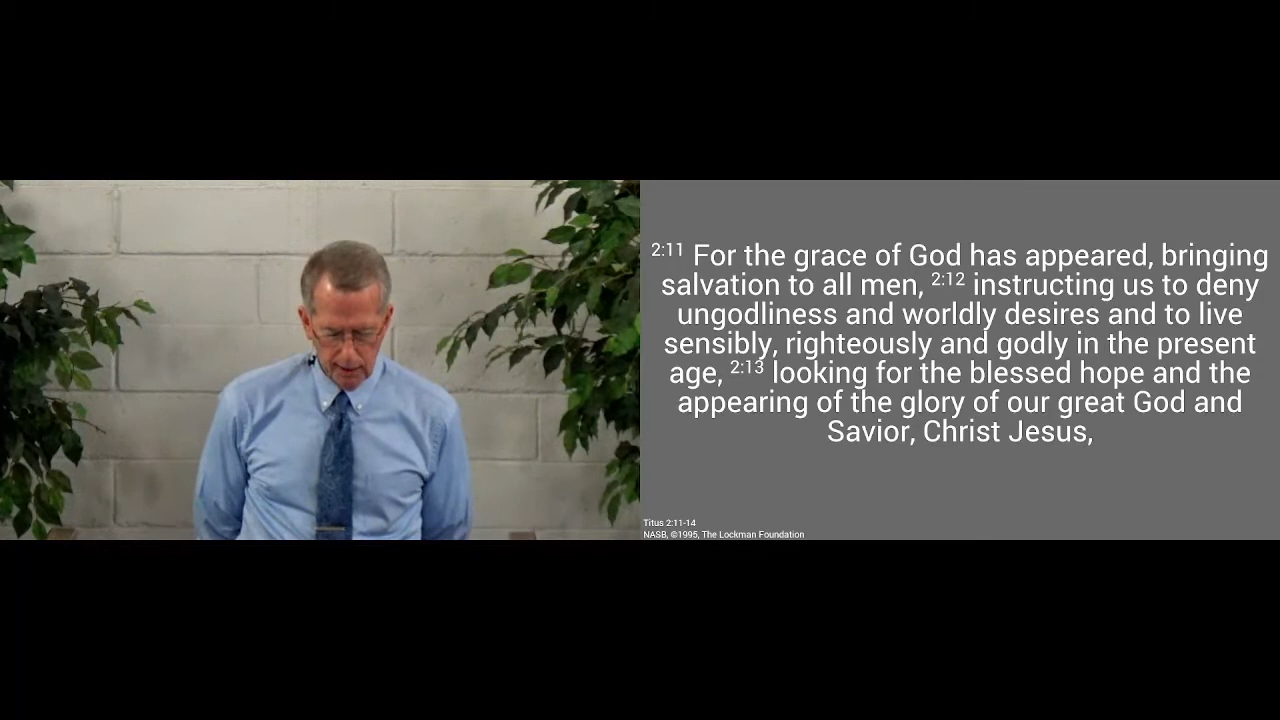 2:11 For the grace of God has appeared, bringing
salvation to all men, 2:12 instructing us to deny
ungodliness and worldly desires and to live
sensibly, righteously and godly in the present
age, 2:13 looking for the blessed hope and the
appearing of the glory of our great God and
Savior, Christ Jesus,
Titus 2:11-14
NASB, ©1995, The Lockman Foundation